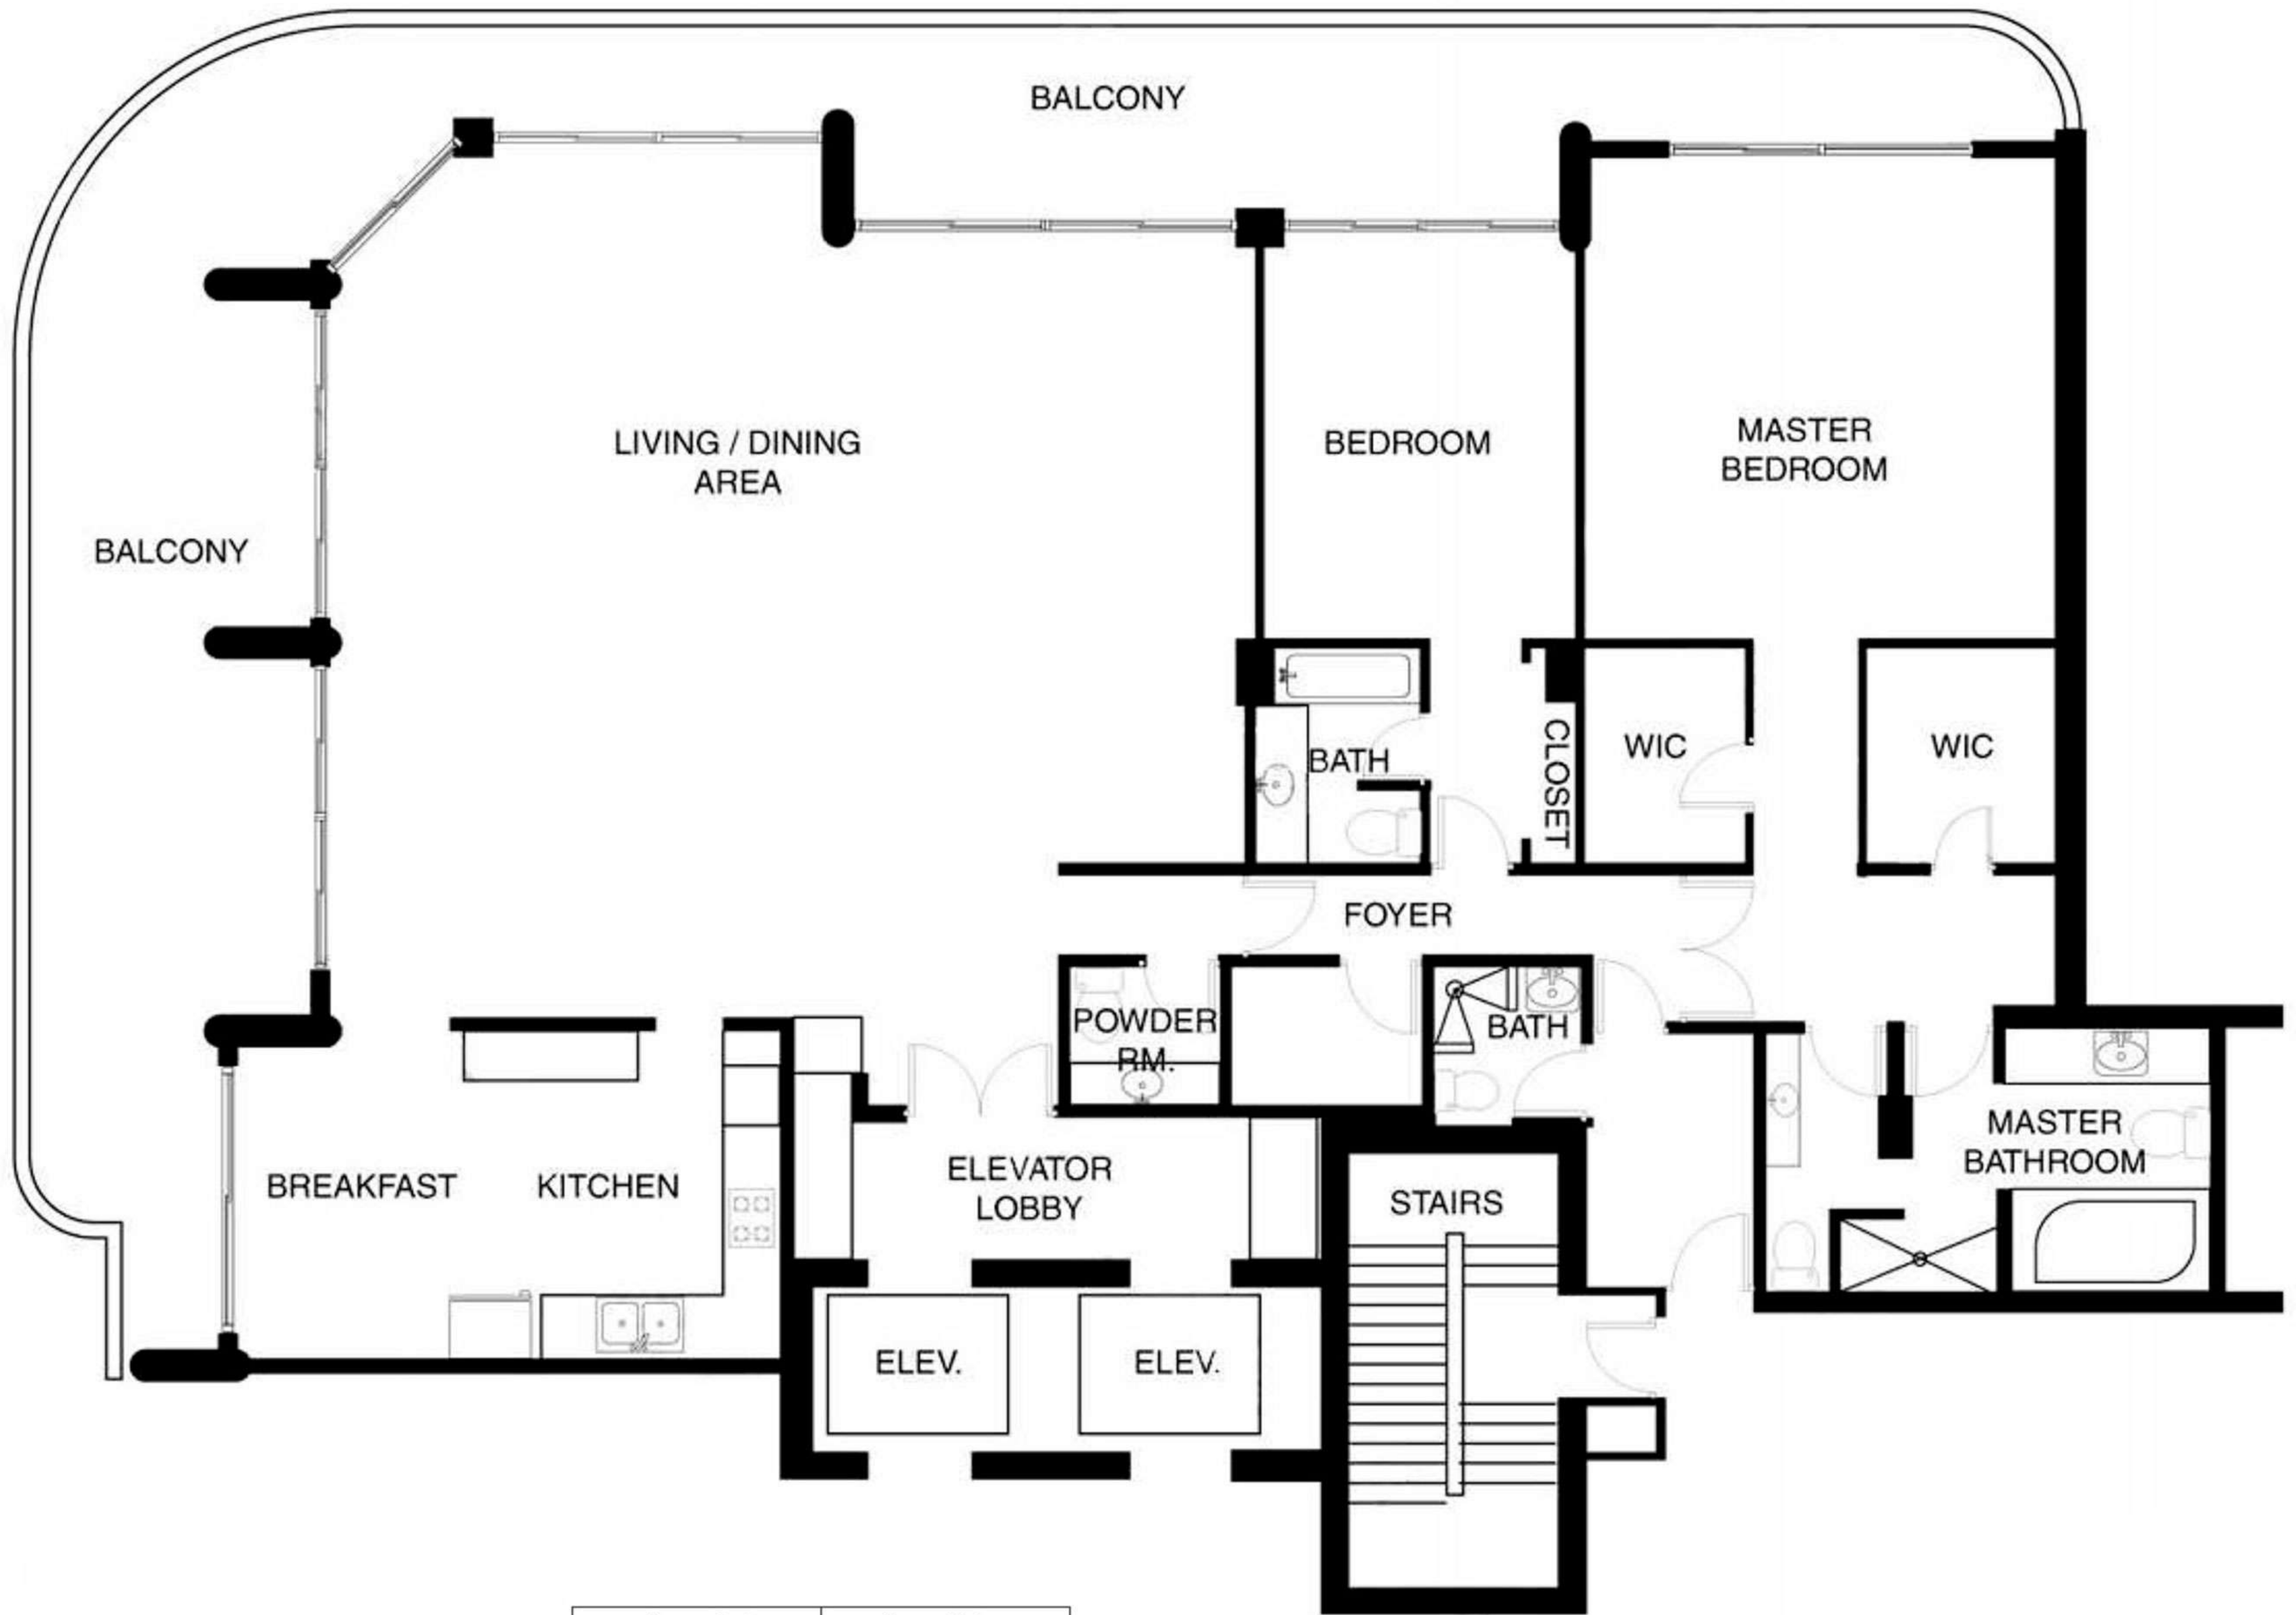 BALCONY
LIVING / DINING
AREA
BEDROOM
MASTER
BEDROOM
BALCONY
BATH
CLOSET
WIC
WIC
FOYER
POWDER
RM.
BATH
BREAKFAST
KITCHEN
ELEVATOR
LOBBY
STAIRS
MASTER
BATHROOM
ELEV.
ELEV.